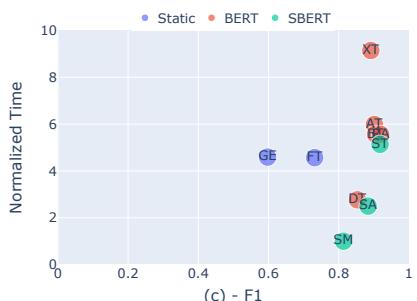 Static BERT SBERT
10
XT
8
Normalized Time
6
AT
ST
GE FT
4
DT
SA
2
SM
0
0 0.2 0.4 0.6 0.8 1
(c) - F1